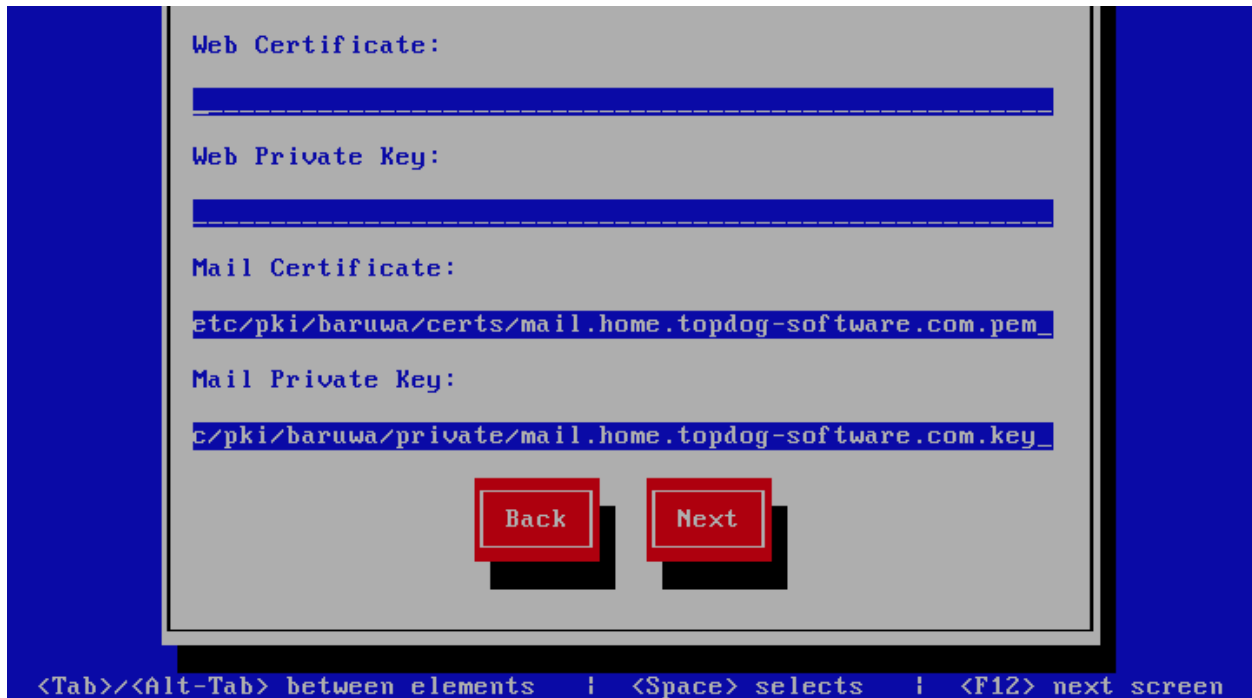 Web Certificate:
Web Private Key:
Mail Certificate:
etc/pki/baruwa/certs/mail.home.topdog-software.com.pem_
Mail Private Key:
c/pki/baruwa/private/mail.home.topdog-software.com.key_
Back Next
<Tab>/<Alt-Tab> between elements | <Space> selects | <F12> next screen